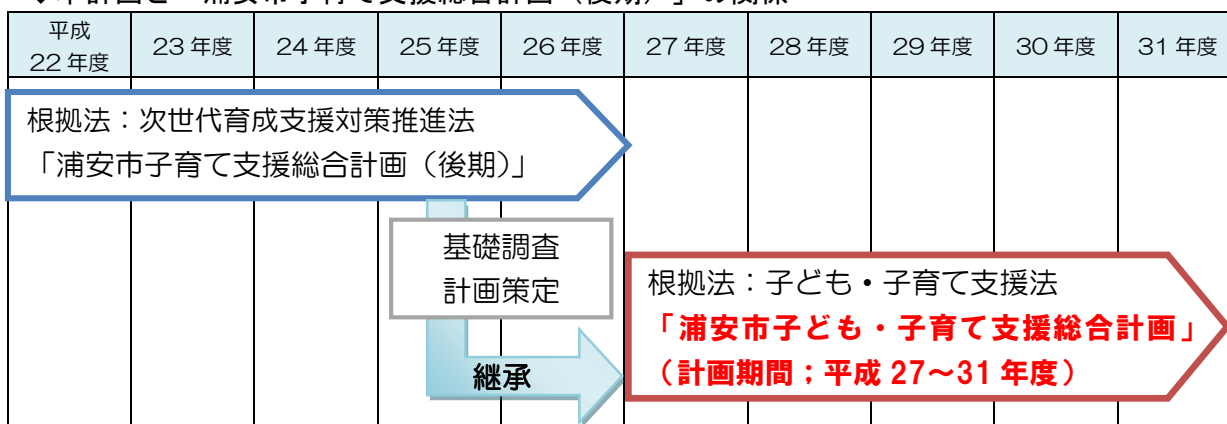 平成
22年度 23年度 24年度 25年度 26年度 27年度 28年度 29年度 30年度 31年度
根拠法：次世代育成支援対策推進法
「浦安市子育て支援総合計画（後期）」
基礎調査
計画策定
根拠法：子ども・子育て支援法
「浦安市子ども・子育て支援総合計画」
（計画期間；平成27～31年度）
継承